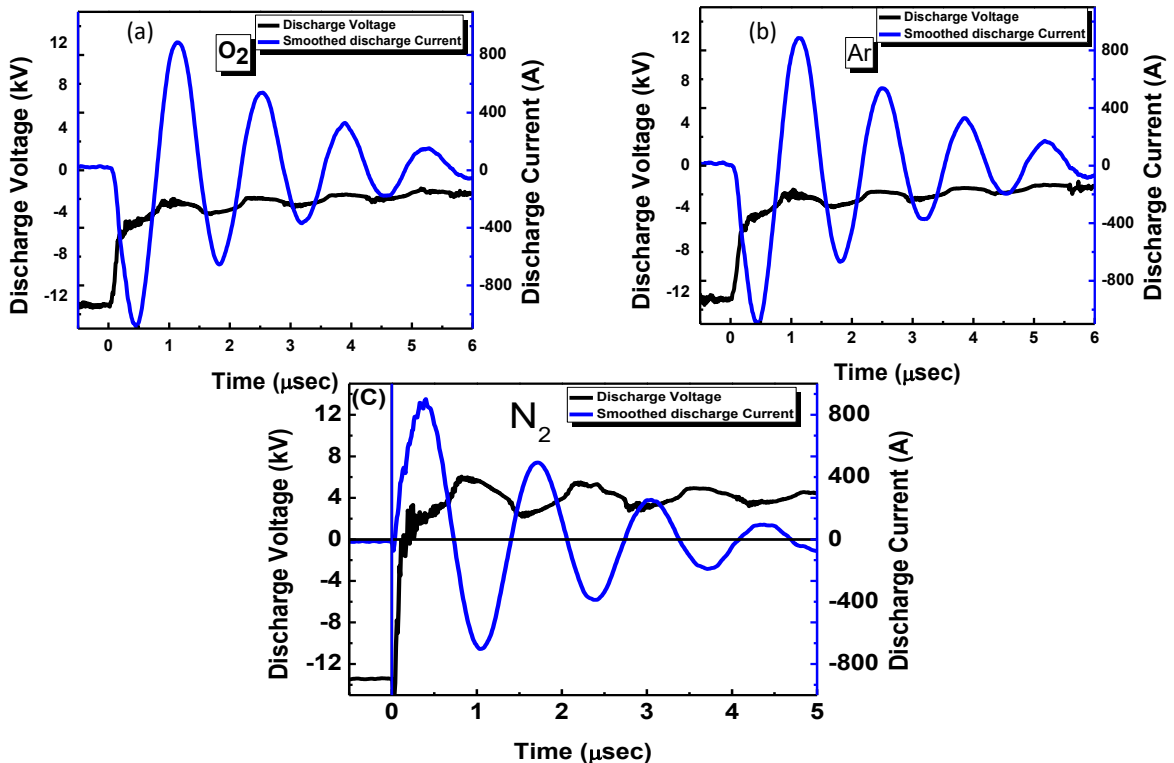 (a)
O2
Discharge Voltage
Smoothed discharge Current
Discharge Voltage (kV)
12
8
4
0
-4
-8
-12
Discharge Current (A)
800
400
0
-400
-800
0 1 2 3 4 5 6
Time (μsec)
(b)
Ar
Discharge Voltage
Smoothed discharge Current
Discharge Voltage (kV)
12
8
4
0
-4
-8
-12
Discharge Current (A)
800
400
0
-400
-800
0 1 2 3 4 5 6
Time (μsec)
(C)
N2
Discharge Voltage
Smoothed discharge Current
Discharge Voltage (kV)
12
8
4
0
-4
-8
-12
Discharge Current (A)
800
400
0
-400
-800
0 1 2 3 4 5
Time (μsec)